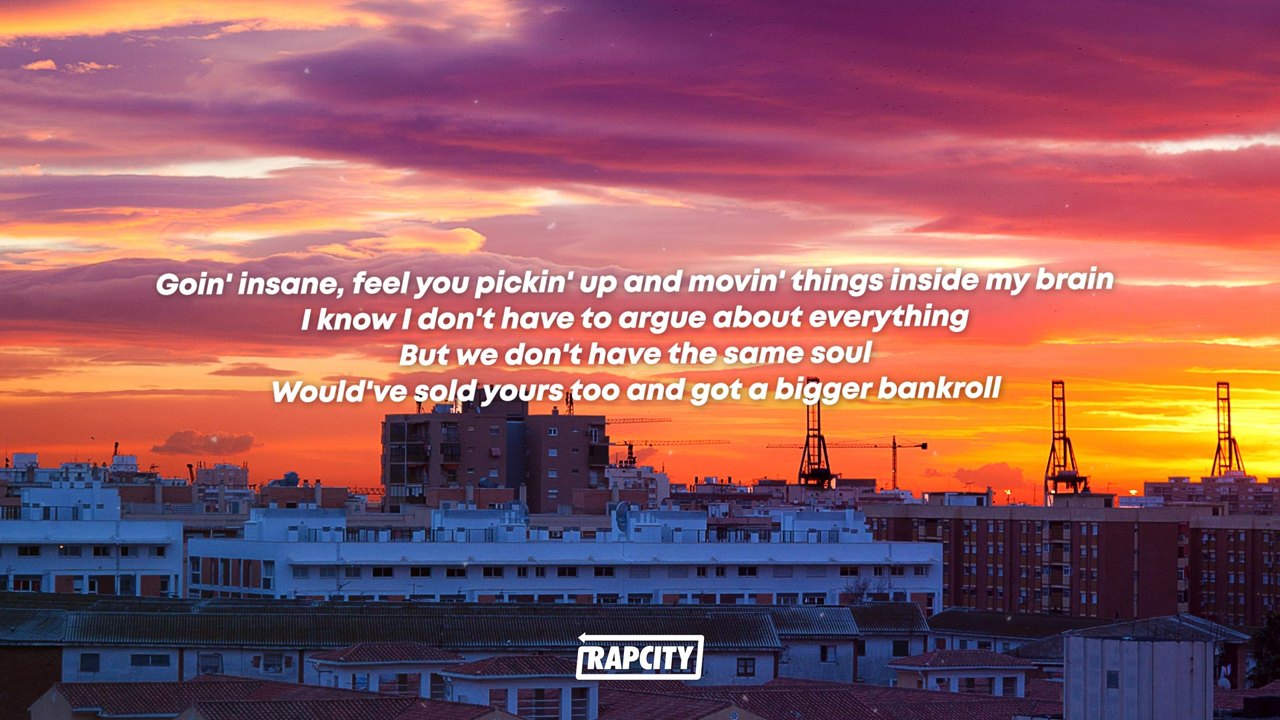 Goin' insane, feel you pickin' up and movin' things inside my brain
I know I don't have to argue about everything
But we don't have the same soul
Would've sold yours too and got a bigger bankroll
RAPCITY